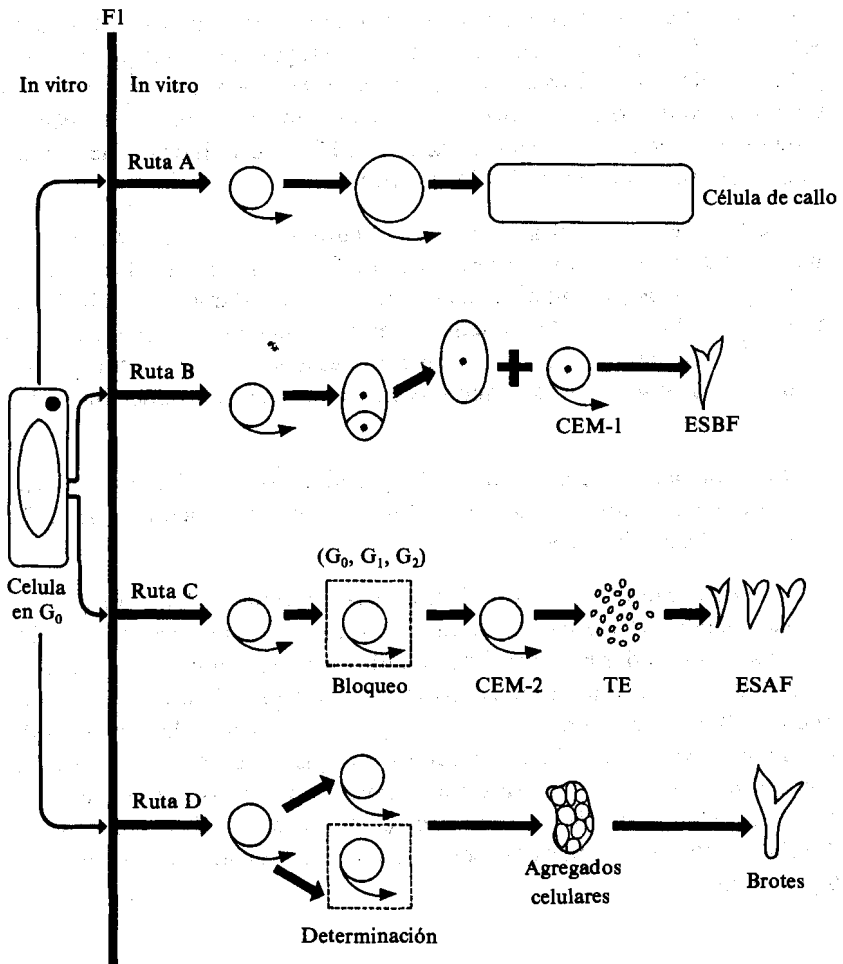 F1
In vitro
In vitro
Ruta A
Célula de callo
Ruta B
CEM-1
ESBF
Celula
en G₀
Ruta C
(G₀, G₁, G₂)
Bloqueo
CEM-2
TE
ESAF
Ruta D
Determinación
Agregados
celulares
Brotes